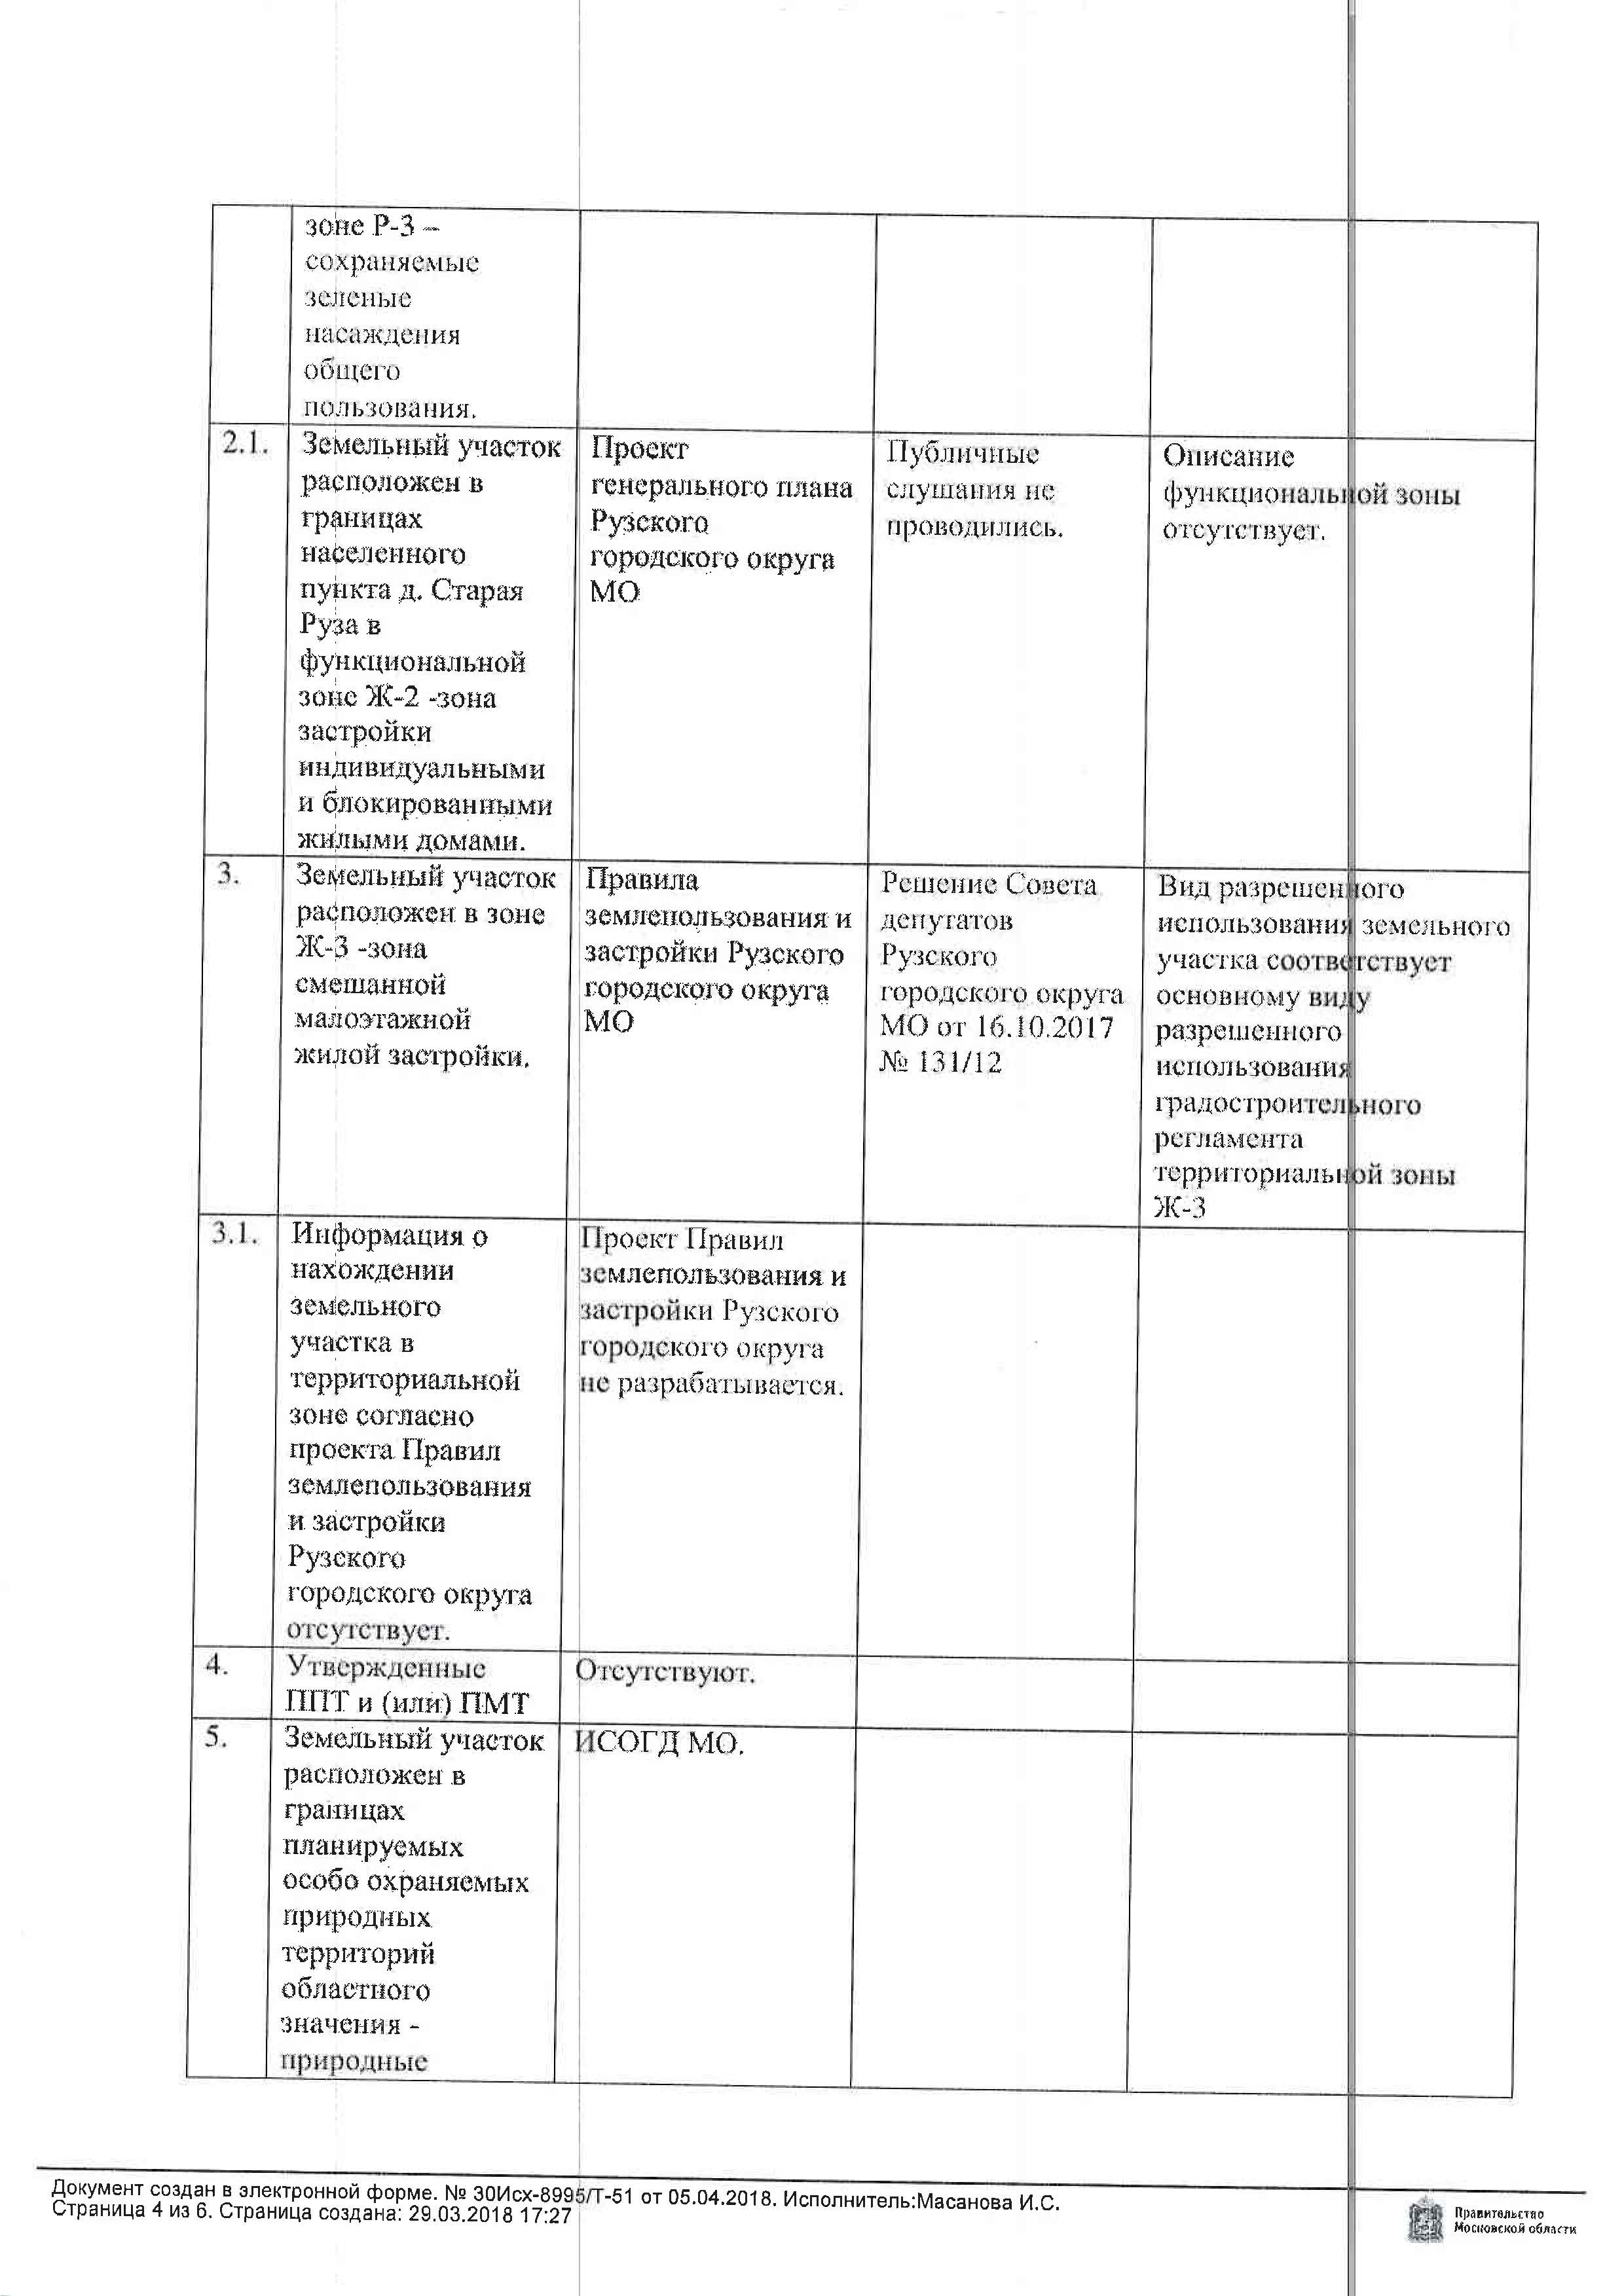 зоне Р-3 –
сохраняемые
зеленые
насаждения
общего
пользования.
2.1.
Земельный участок
расположен в
границах
населенного
пункта д. Старая
Руза в
функциональной
зоне Ж-2 -зона
застройки
индивидуальными
и блокированными
жилыми домами.
Проект
генерального плана
Рузского
городского округа
МО
Публичные
слушания не
проводились.
Описание
функциональной зоны
отсутствует.
3.
Земельный участок
расположен в зоне
Ж-3 -зона
смешанной
малоэтажной
жилой застройки.
Правила
землепользования и
застройки Рузского
городского округа
МО
Решение Совета
депутатов
Рузского
городского округа
МО от 16.10.2017
№ 131/12
Вид разрешенного
использования земельного
участка соответствует
основному виду
разрешенного
использования
градостроительного
регламента
территориальной зоны
Ж-3
3.1.
Информация о
нахождении
земельного
участка в
территориальной
зоне согласно
проекта Правил
землепользования
и застройки
Рузского
городского округа
отсутствует.
Проект Правил
землепользования и
застройки Рузского
городского округа
не разрабатывается.
4.
Утвержденные
ППТ и (или) ПМТ
Отсутствуют.
5.
Земельный участок
расположен в
границах
планируемых
особо охраняемых
природных
территорий
областного
значения -
природные
ИСОГД МО.
Документ создан в электронной форме. № 30Исх-8995/Т-51 от 05.04.2018. Исполнитель:Масанова И.С.
Страница 4 из 6. Страница создана: 29.03.2018 17:27
Правительство
Московской области